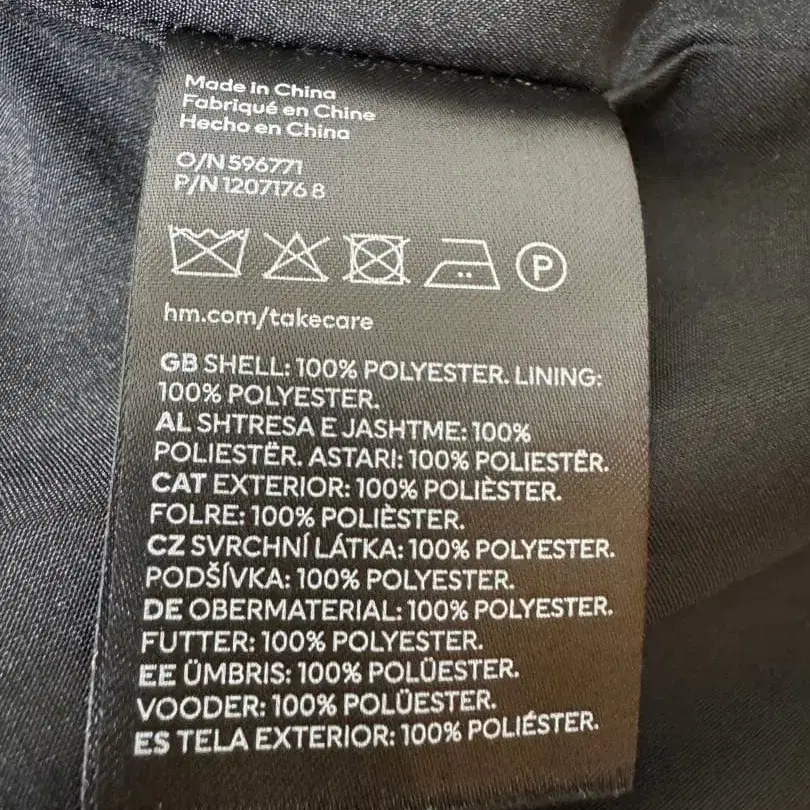 Made in China
Fabriqué en Chine
Hecho en China
O/N 596771
P/N 1207176 8
P
hm.com/takecare
GB SHELL: 100% POLYESTER. LINING:
100% POLYESTER.
AL SHTRESA E JASHTME: 100%
POLIESTËR. ASTARI: 100% POLIESTËR.
CAT EXTERIOR: 100% POLIÈSTER.
FOLRE: 100% POLIÈSTER.
CZ SVRCHNÍ LÁTKA: 100% POLYESTER.
PODŠÍVKA: 100% POLYESTER.
DE OBERMATERIAL: 100% POLYESTER.
FUTTER: 100% POLYESTER.
EE ÜMBRIS: 100% POLÜESTER.
VOODER: 100% POLÜESTER.
ES TELA EXTERIOR: 100% POLIÉSTER.